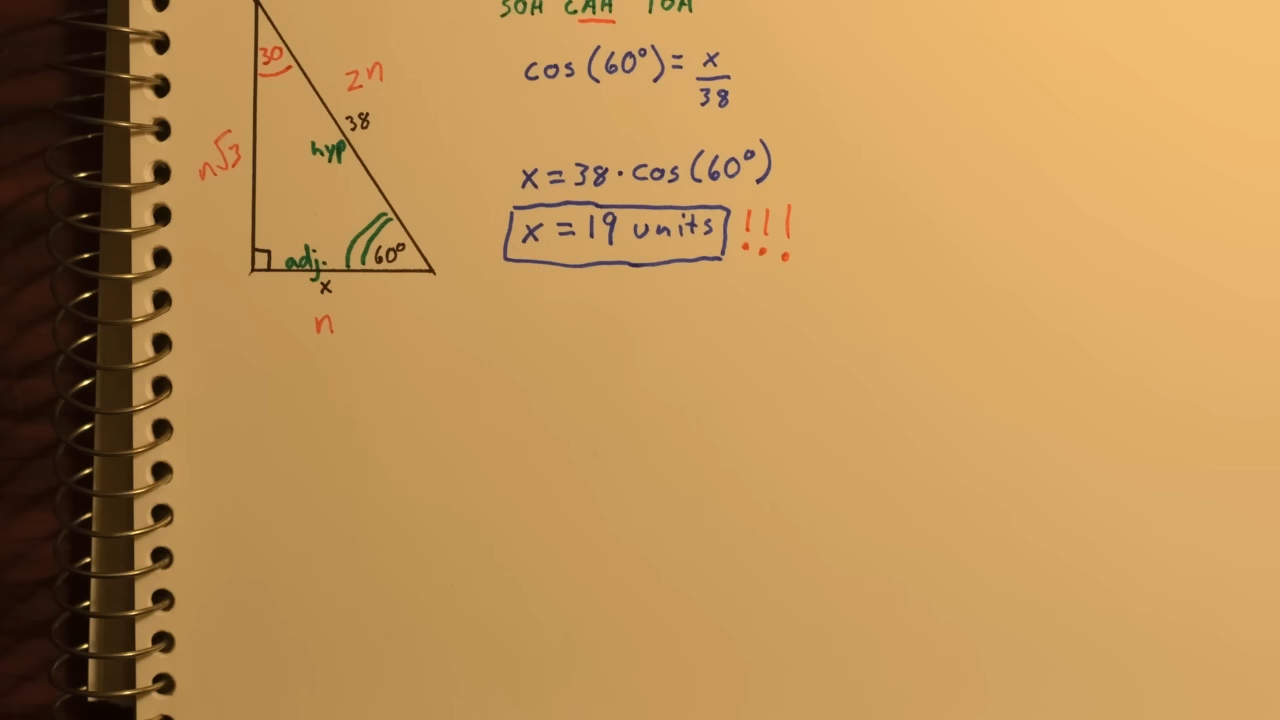 SOH CAH TOA
30
2n
cos(60°) = x/38
38
hyp
n√3
x = 38 · cos(60°)
x = 19 units !!!
adj.
60°
x
n